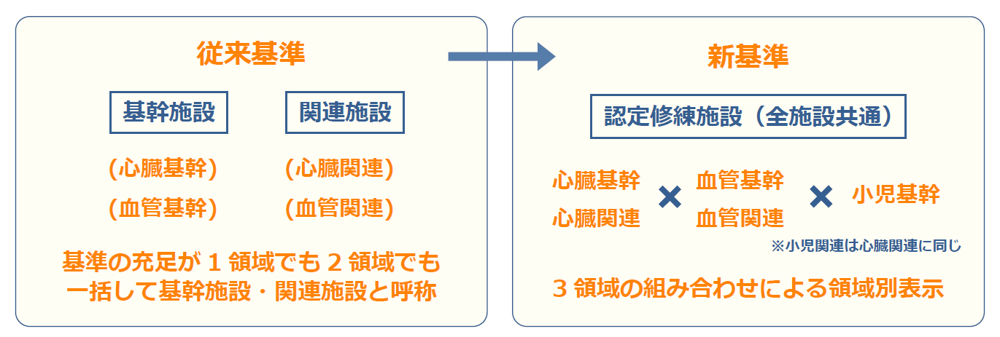 従来基準
基幹施設
関連施設
(心臓基幹)
(心臓関連)
(血管基幹)
(血管関連)
基準の充足が1領域でも2領域でも
一括して基幹施設・関連施設と呼称
新基準
認定修練施設（全施設共通）
心臓基幹
心臓関連
×
血管基幹
血管関連
×
小児基幹
※小児関連は心臓関連に同じ
3領域の組み合わせによる領域別表示